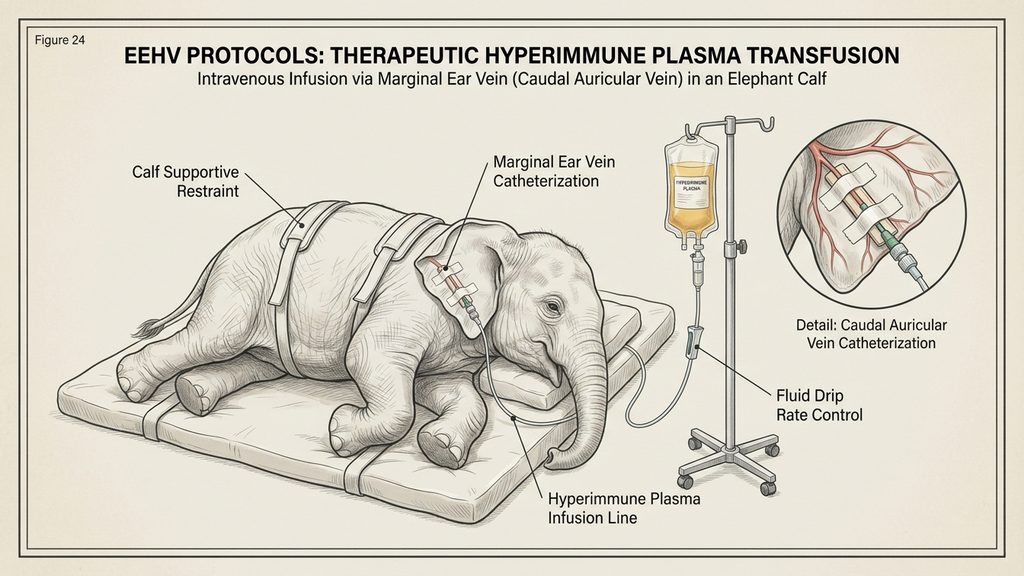 Figure 24
EEHV PROTOCOLS: THERAPEUTIC HYPERIMMUNE PLASMA TRANSFUSION
Intravenous Infusion via Marginal Ear Vein (Caudal Auricular Vein) in an Elephant Calf
Calf Supportive
Restraint
Marginal Ear Vein
Catheterization
PLASMA
Detail: Caudal Auricular
Vein Catheterization
Fluid Drip
Rate Control
Hyperimmune Plasma
Infusion Line